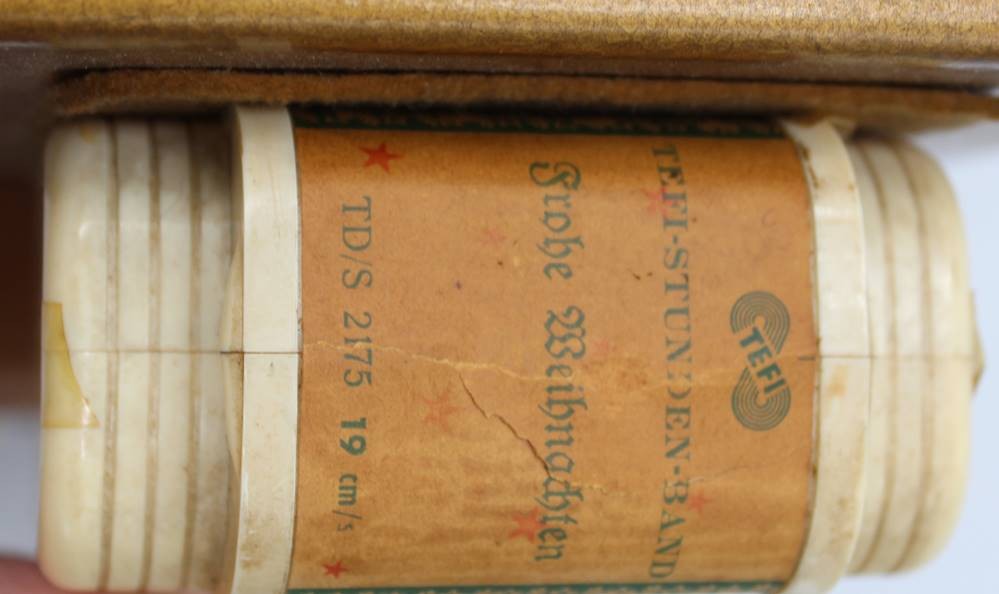 TEFI
TEFI-STUNDEN-BAND
Frohe Weihnachten
TD/S 2175 19 cm/s